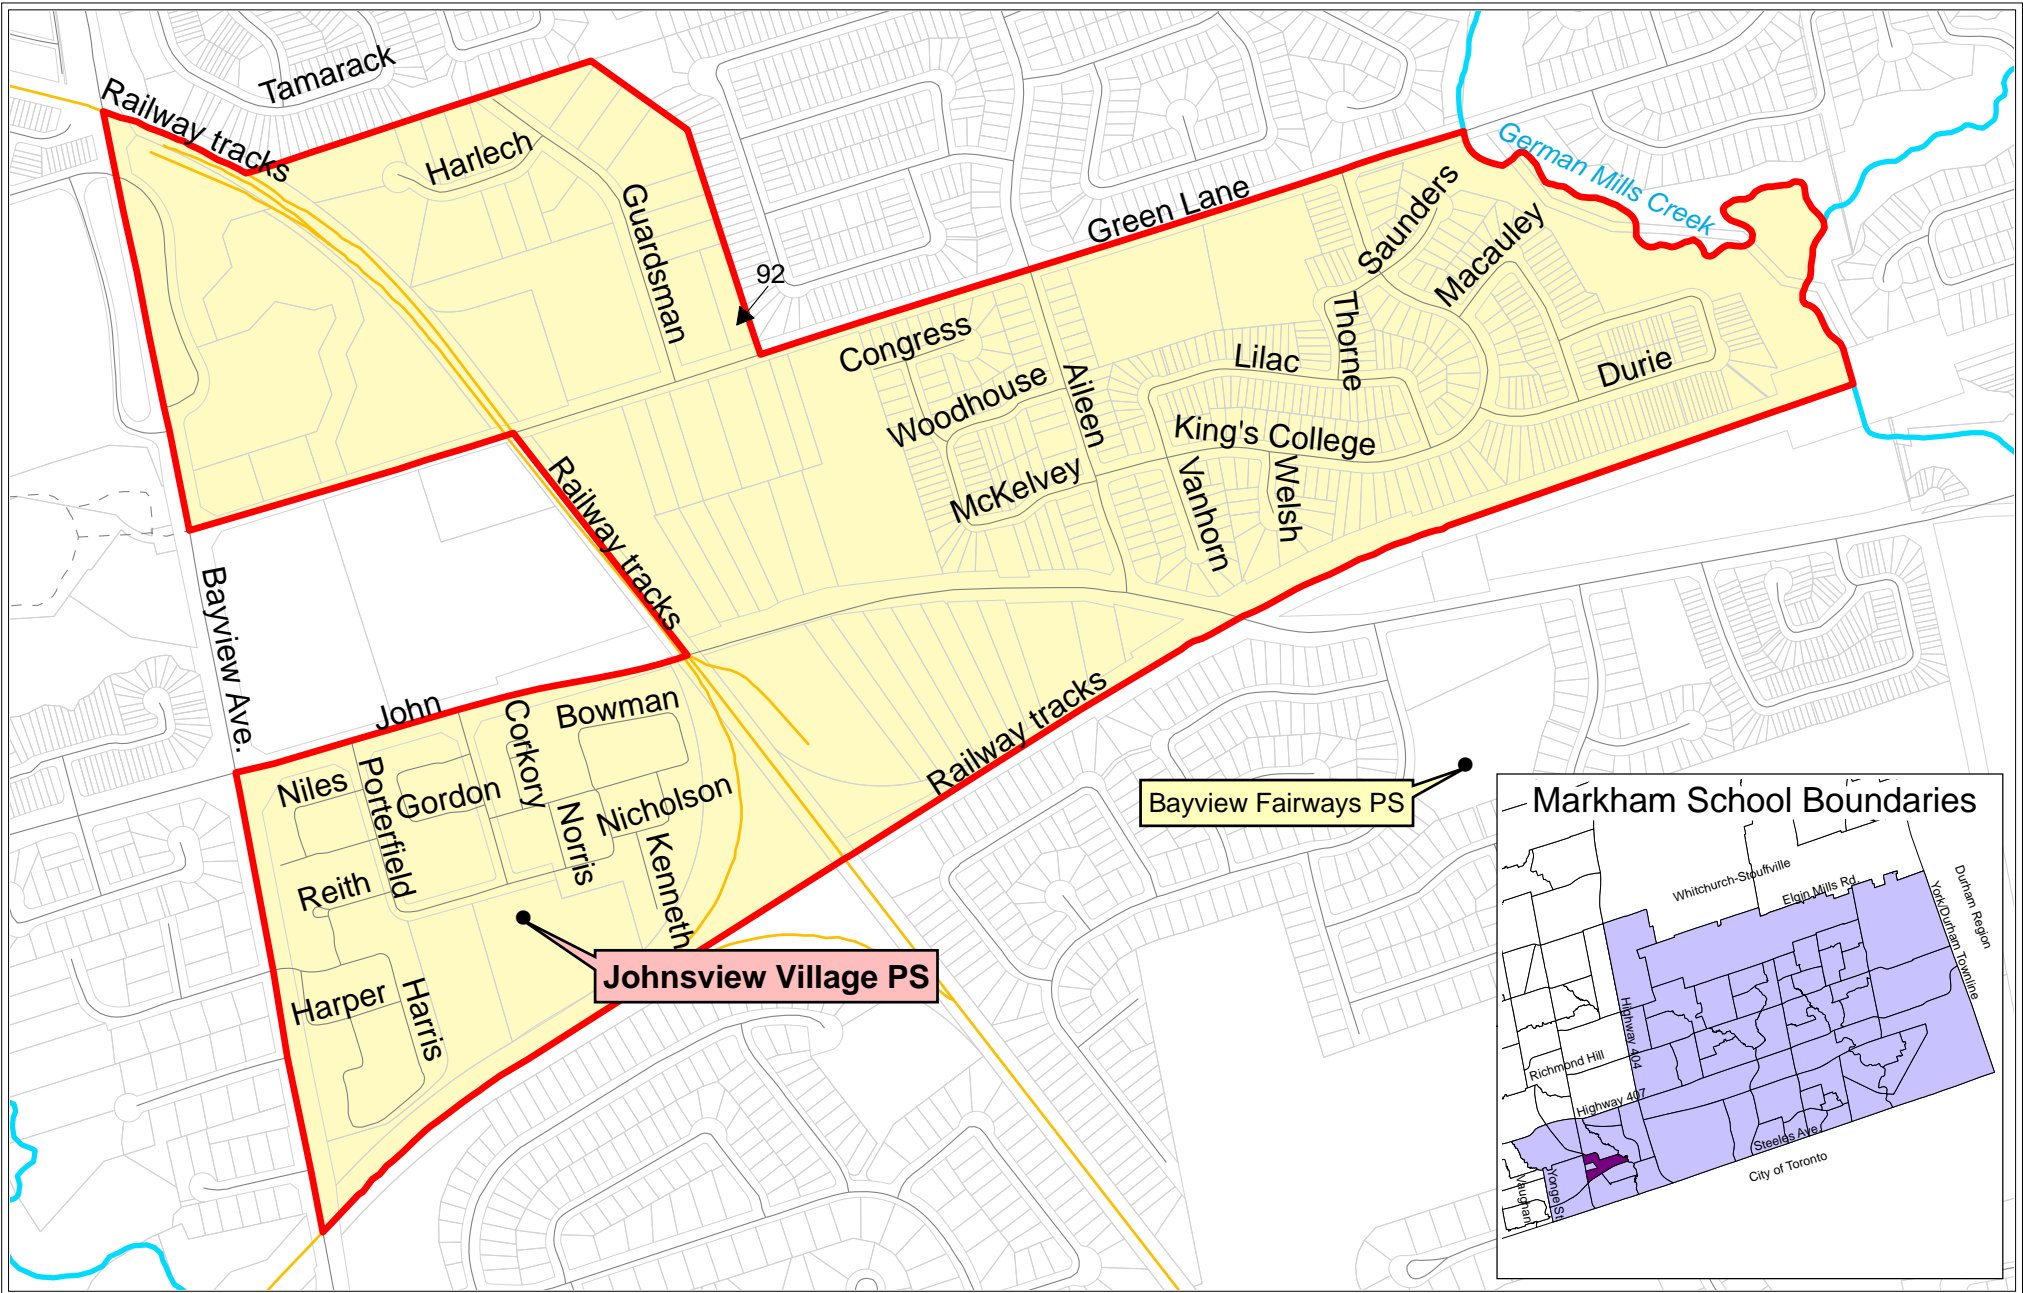 Tamarack
Railway tracks
Harlech
Guardsman
92
Green Lane
German Mills Creek
Saunders
Macauley
Thorne
Durie
Lilac
Congress
Woodhouse
Aileen
King's College
McKelvey
Vanhorn
Welsh
Railway tracks
Bayview Ave.
John
Bowman
Corkory
Niles
Porterfield
Gordon
Norris
Nicholson
Kenneth
Reith
Harper
Harris
Railway tracks
Bayview Fairways PS
Johnsview Village PS
Markham School Boundaries
Whitchurch-Stouffville
Elgin Mills Rd.
York/Durham Townline
Durham Region
Highway 404
Richmond Hill
Highway 407
Steeles Ave.
City of Toronto
Yonge St.
Vaughan